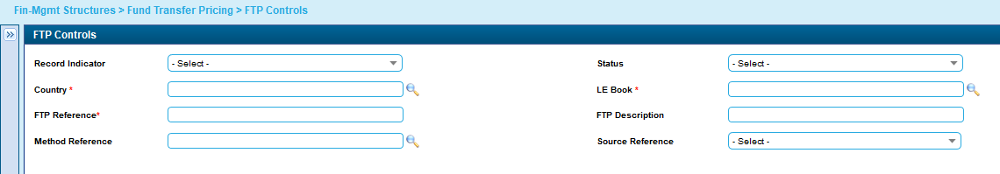 Fin-Mgmt Structures > Fund Transfer Pricing > FTP Controls
FTP Controls
Record Indicator - Select - Status - Select -
Country * LE Book *
FTP Reference* FTP Description
Method Reference Source Reference - Select -